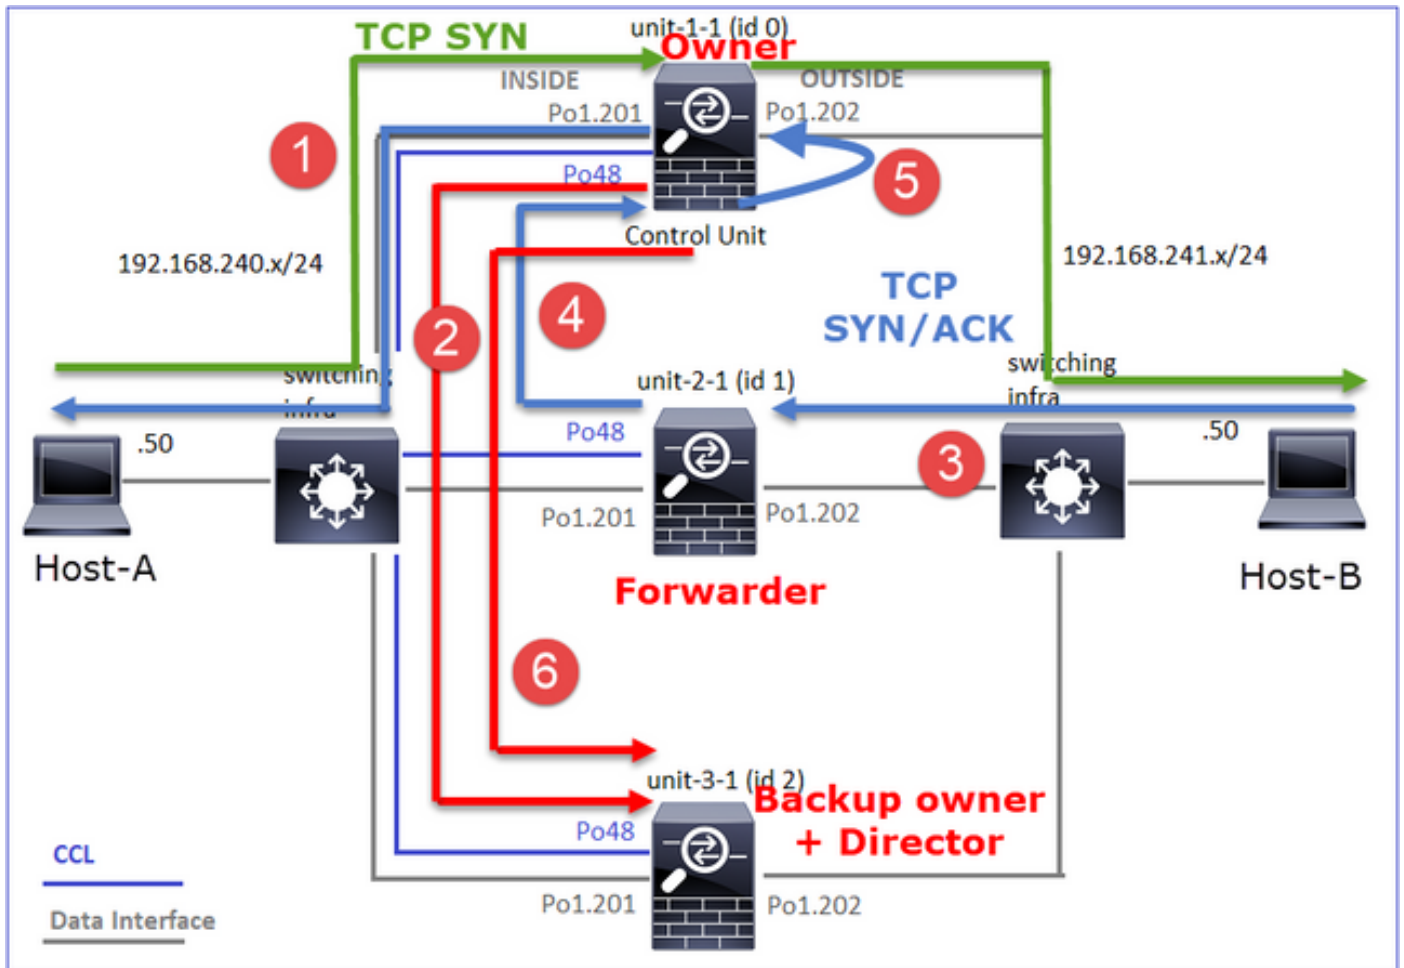 TCP SYN
unit-1-1 (id 0)
Owner
INSIDE
OUTSIDE
Po1.201
Po1.202
1
Po48
5
Control Unit
192.168.240.x/24
192.168.241.x/24
2
4
TCP
SYN/ACK
switching
infra
unit-2-1 (id 1)
switching
infra
.50
Po48
3
.50
Po1.201
Po1.202
Host-A
Forwarder
Host-B
6
unit-3-1 (id 2)
Backup owner
+ Director
Po48
CCL
Po1.201
Po1.202
Data Interface